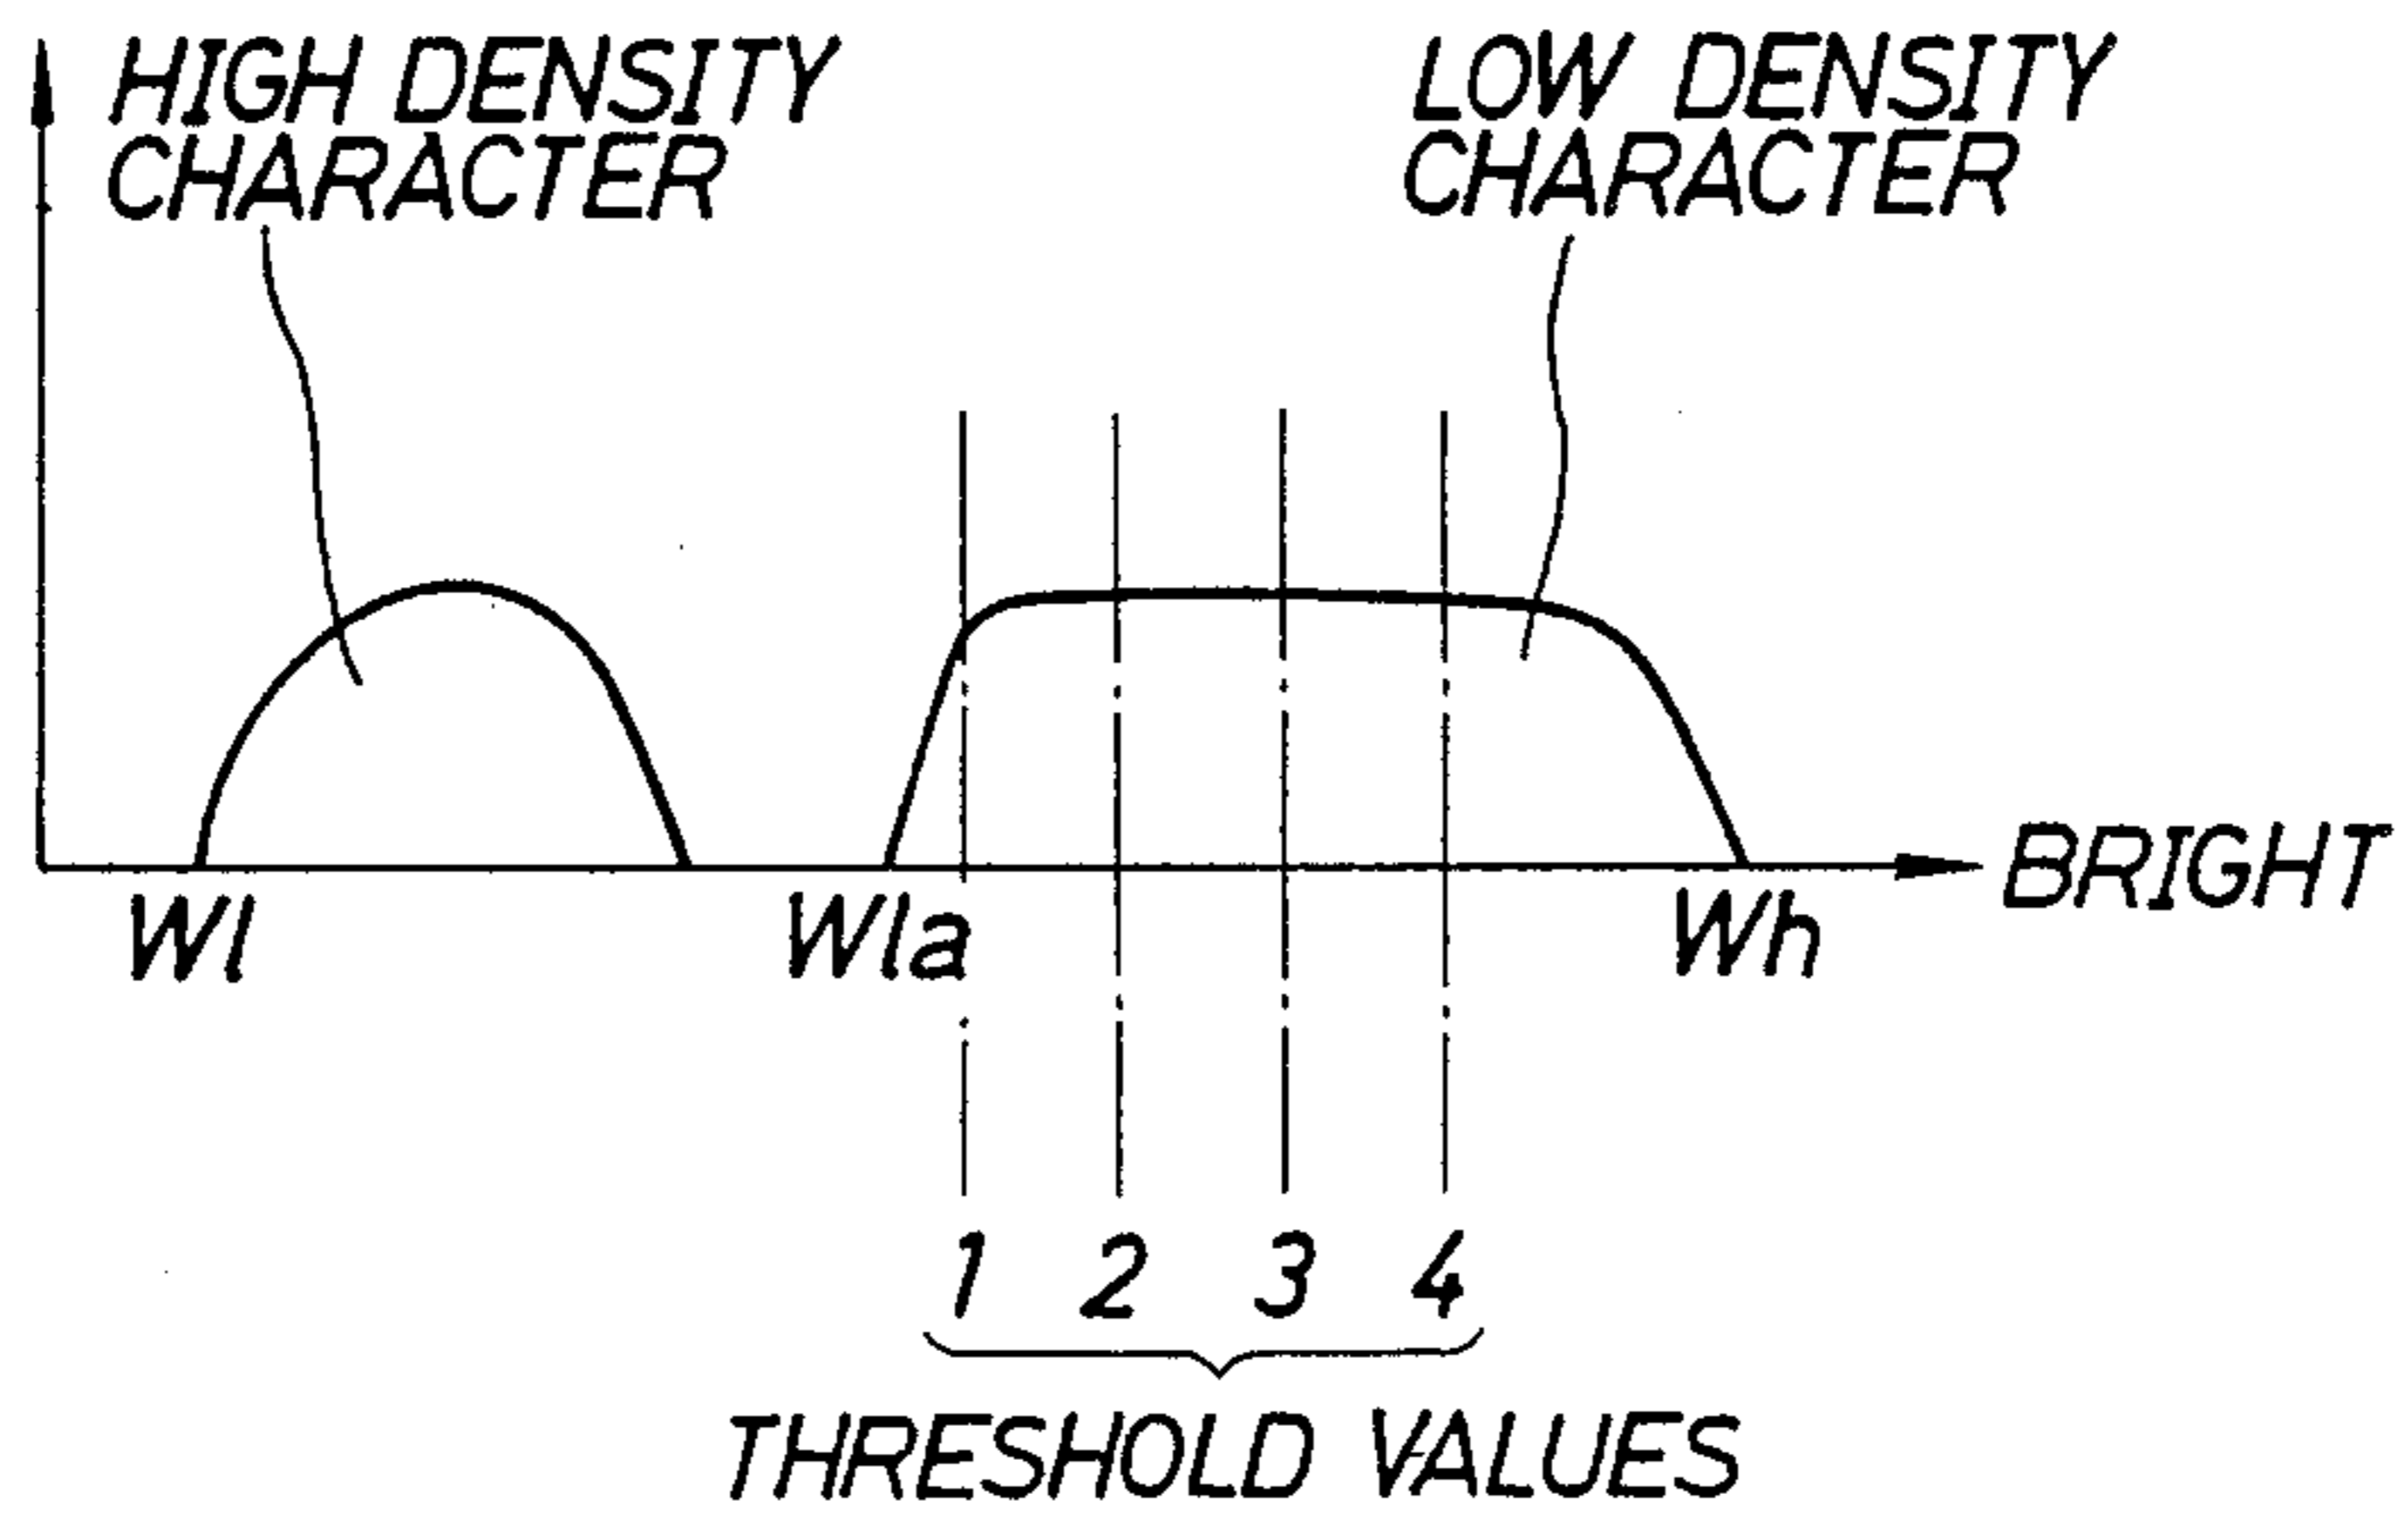 HIGH DENSITY
CHARACTER
LOW DENSITY
CHARACTER
BRIGHT
Wl
Wla
Wh
1 2 3 4
THRESHOLD VALUES